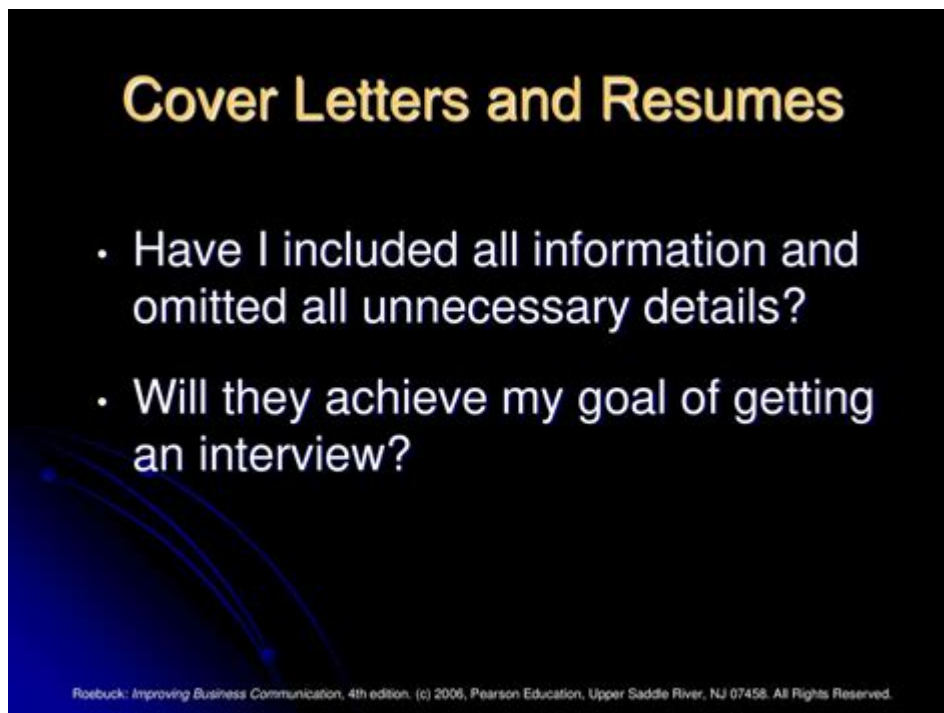 Cover Letters and Resumes
• Have I included all information and
omitted all unnecessary details?
• Will they achieve my goal of getting
an interview?
Roebuck: Improving Business Communication, 4th edition. (c) 2006, Pearson Education, Upper Saddle River, NJ 07458. All Rights Reserved.